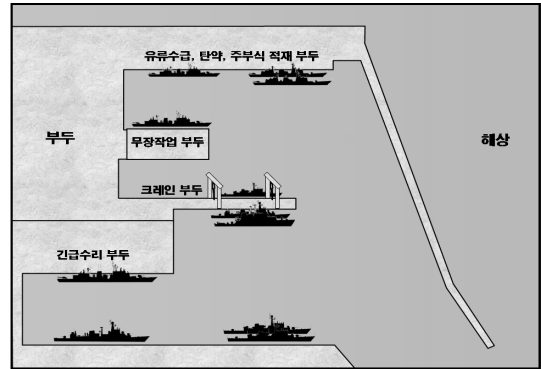 유류수급, 탄약, 주부식 적재 부두
부두
무장작업 부두
해상
크레인 부두
긴급수리 부두